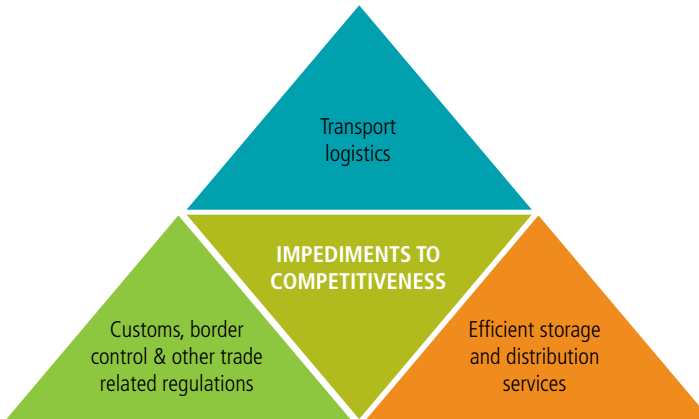 Transport
logistics
IMPEDIMENTS TO
COMPETITIVENESS
Customs, border
control & other trade
related regulations
Efficient storage
and distribution
services